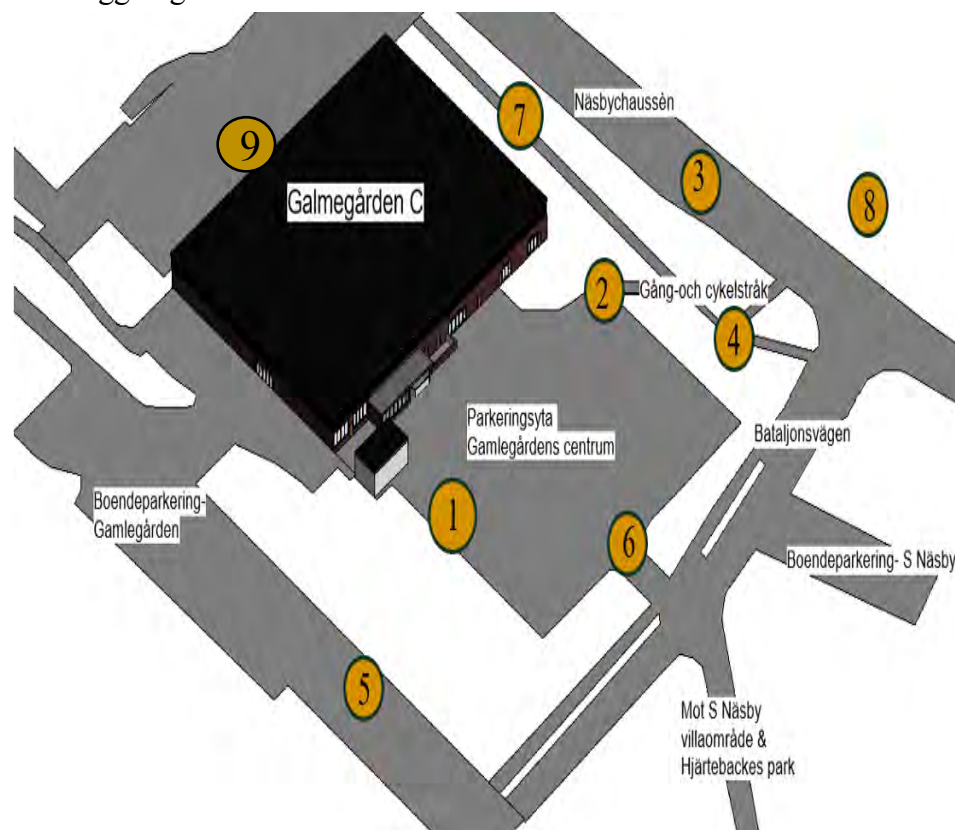 Näsbychaussèn
7
9
3
Galmegården C
8
2
Gång-och cykelstråk
4
Parkeringsyta
Gamlegårdens centrum
Bataljonsvägen
Boendeparkering-
Gamlegården
1
6
Boendeparkering- S Näsby
5
Mot S Näsby
villaområde &
Hjärtebackes park